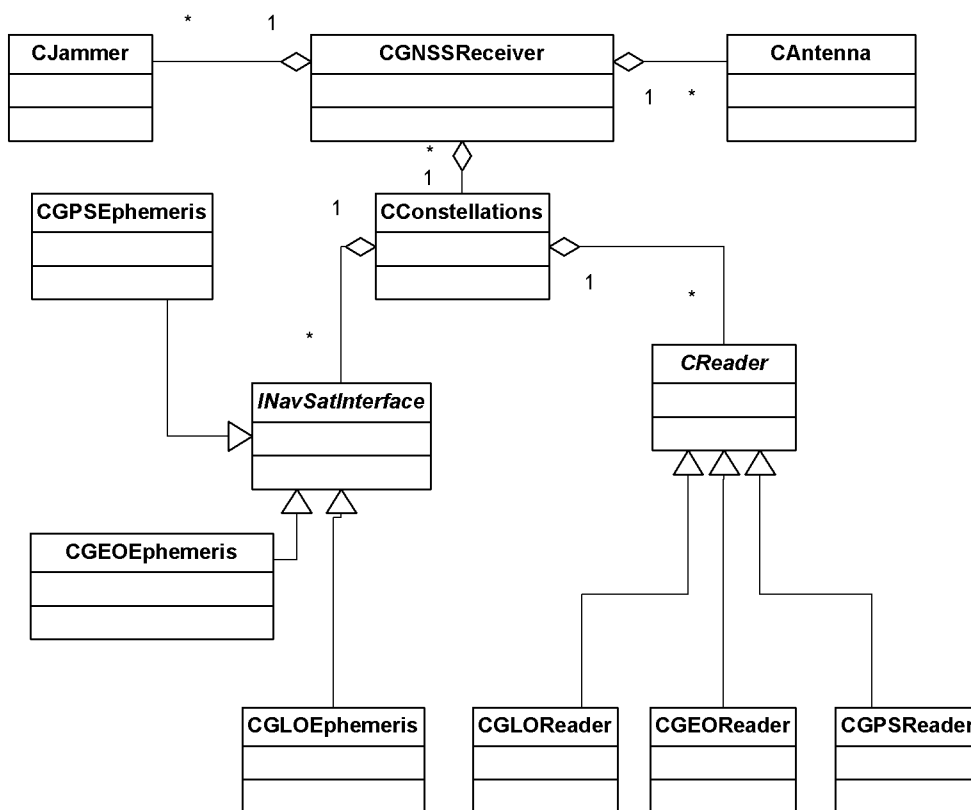 * 1
CJammer CGNSSReceiver CAntenna
1 *
*
1
CGPSEphemeris 1 CConstellations
1 *
*
CReader
INavSatInterface
CGEOEphemeris
CGLOEphemeris CGLOReader CGEOReader CGPSReader